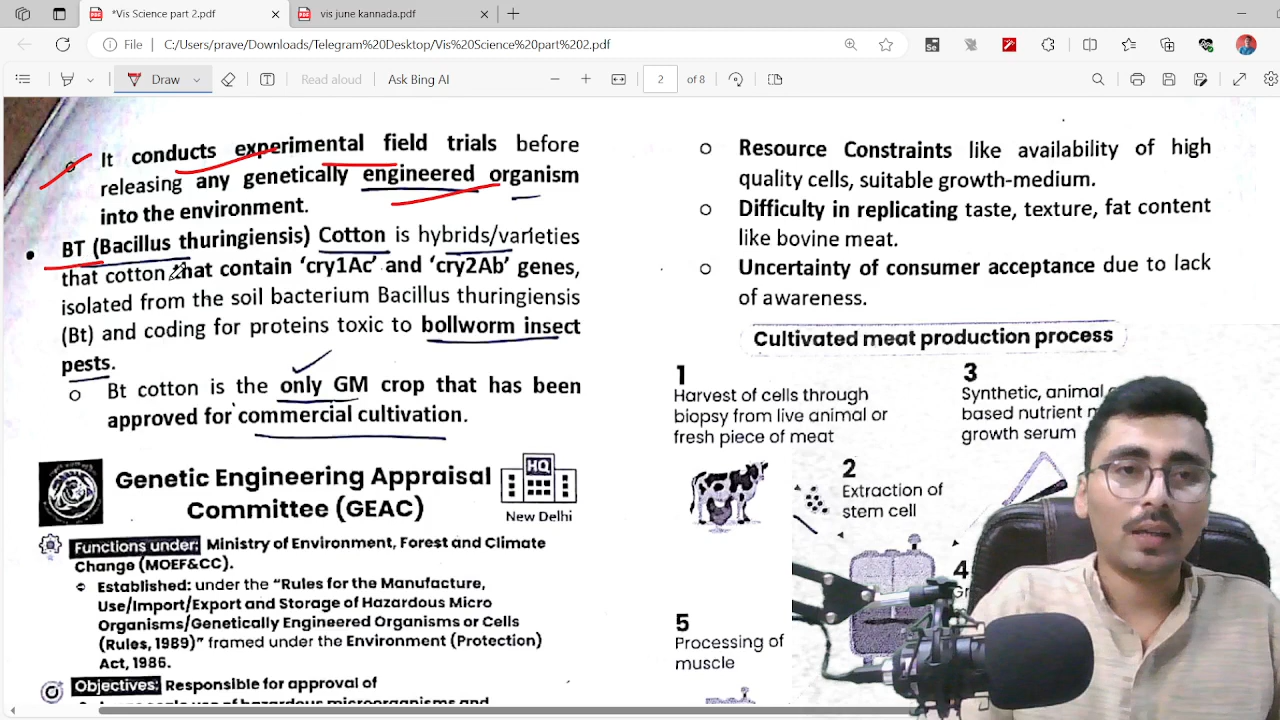 *Vis Science part 2.pdf
vis june kannada.pdf
File
C:/Users/prave/Downloads/Telegram%20Desktop/Vis%20Science%20part%202.pdf
Draw
Read aloud
Ask Bing AI
2
of 8
It conducts experimental field trials before
releasing any genetically engineered organism
into the environment.
BT (Bacillus thuringiensis) Cotton is hybrids/varieties
that cotton that contain ‘cry1Ac’ and ‘cry2Ab’ genes,
isolated from the soil bacterium Bacillus thuringiensis
(Bt) and coding for proteins toxic to bollworm insect
pests.
Bt cotton is the only GM crop that has been
approved for commercial cultivation.
Genetic Engineering Appraisal
Committee (GEAC)
HQ
New Delhi
Functions under: Ministry of Environment, Forest and Climate
Change (MOEF&CC).
Established: under the “Rules for the Manufacture,
Use/Import/Export and Storage of Hazardous Micro
Organisms/Genetically Engineered Organisms or Cells
(Rules, 1989)” framed under the Environment (Protection)
Act, 1986.
Objectives: Responsible for approval of
Resource Constraints like availability of high
quality cells, suitable growth-medium.
Difficulty in replicating taste, texture, fat content
like bovine meat.
Uncertainty of consumer acceptance due to lack
of awareness.
Cultivated meat production process
1
Harvest of cells through
biopsy from live animal or
fresh piece of meat
2
Extraction of
stem cell
3
Synthetic, animal
based nutrient
growth serum
4
5
Processing of
muscle